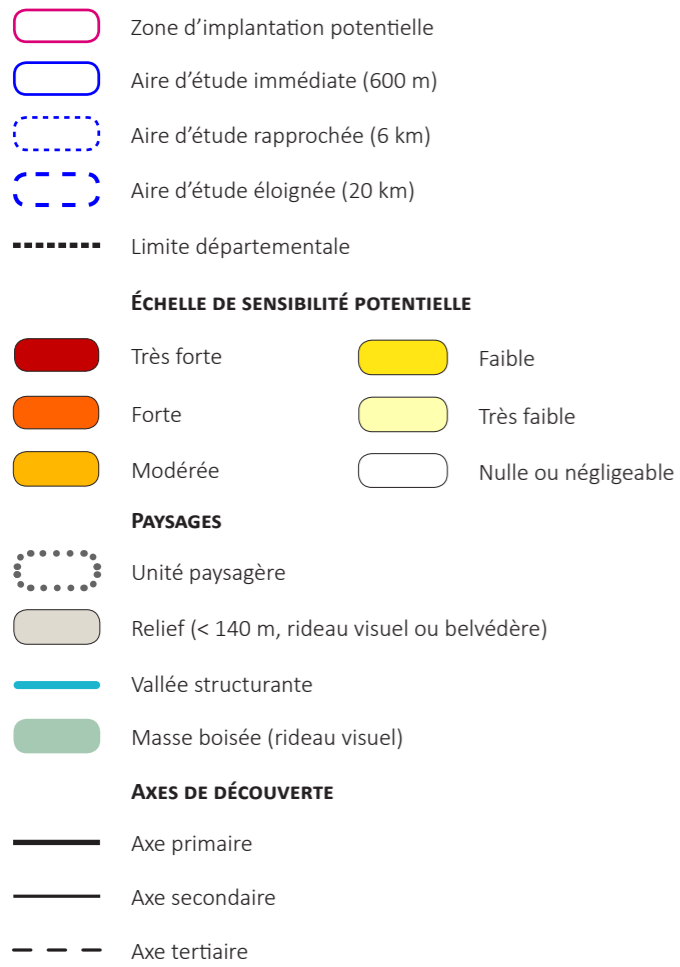 Zone d'implantation potentielle
Aire d'étude immédiate (600 m)
Aire d'étude rapprochée (6 km)
Aire d'étude éloignée (20 km)
Limite départementale
ÉCHELLE DE SENSIBILITÉ POTENTIELLE
Très forte
Faible
Forte
Très faible
Modérée
Nulle ou négligeable
PAYSAGES
Unité paysagère
Relief (< 140 m, rideau visuel ou belvédère)
Vallée structurante
Masse boisée (rideau visuel)
AXES DE DÉCOUVERTE
Axe primaire
Axe secondaire
Axe tertiaire